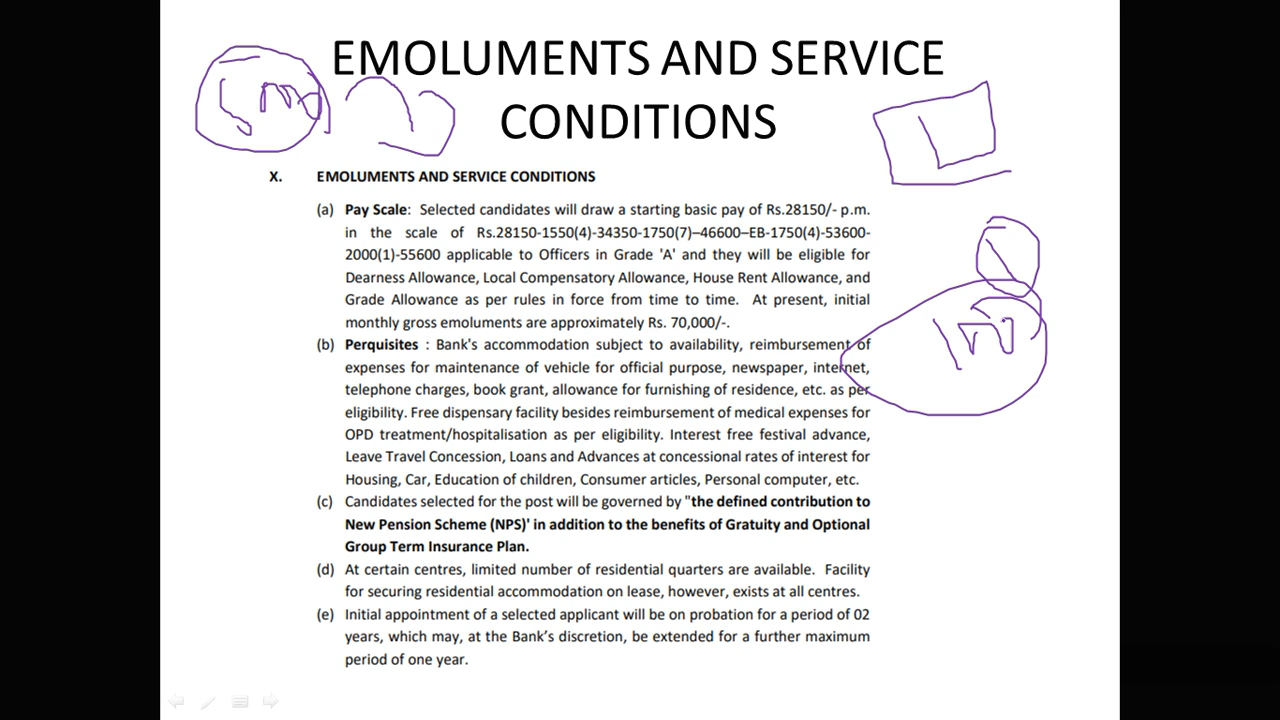 EMOLUMENTS AND SERVICE
CONDITIONS
X. EMOLUMENTS AND SERVICE CONDITIONS
(a) Pay Scale: Selected candidates will draw a starting basic pay of Rs.28150/- p.m.
in the scale of Rs.28150-1550(4)-34350-1750(7)–46600–EB-1750(4)-53600-
2000(1)-55600 applicable to Officers in Grade 'A' and they will be eligible for
Dearness Allowance, Local Compensatory Allowance, House Rent Allowance, and
Grade Allowance as per rules in force from time to time. At present, initial
monthly gross emoluments are approximately Rs. 70,000/-.
(b) Perquisites : Bank's accommodation subject to availability, reimbursement of
expenses for maintenance of vehicle for official purpose, newspaper, internet,
telephone charges, book grant, allowance for furnishing of residence, etc. as per
eligibility. Free dispensary facility besides reimbursement of medical expenses for
OPD treatment/hospitalisation as per eligibility. Interest free festival advance,
Leave Travel Concession, Loans and Advances at concessional rates of interest for
Housing, Car, Education of children, Consumer articles, Personal computer, etc.
(c) Candidates selected for the post will be governed by "the defined contribution to
New Pension Scheme (NPS)' in addition to the benefits of Gratuity and Optional
Group Term Insurance Plan.
(d) At certain centres, limited number of residential quarters are available. Facility
for securing residential accommodation on lease, however, exists at all centres.
(e) Initial appointment of a selected applicant will be on probation for a period of 02
years, which may, at the Bank’s discretion, be extended for a further maximum
period of one year.